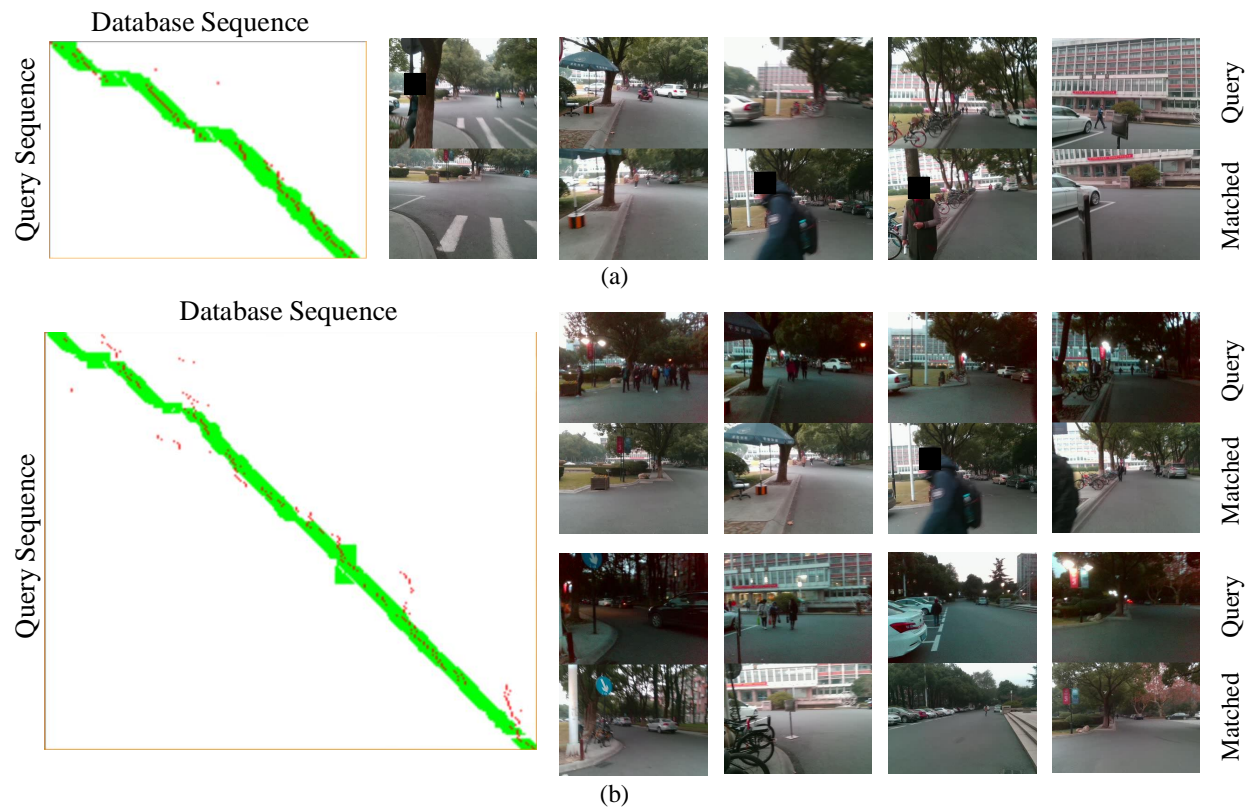 Database Sequence
Query Sequence
Query
Matched
(a)
Database Sequence
Query Sequence
Query
Matched
Query
Matched
(b)